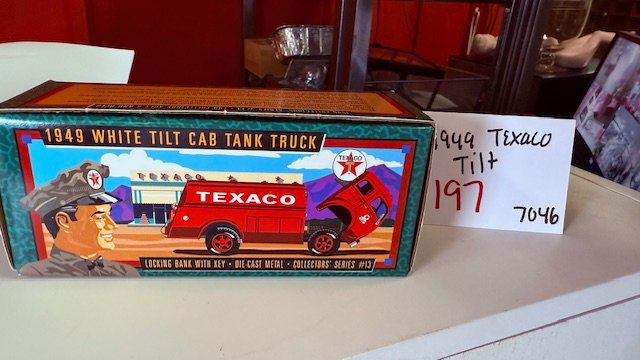 1949 WHITE TILT CAB TANK TRUCK
TEXACO
TEXACO
TEXACO
LOCKING BANK WITH KEY • DIE-CAST METAL • COLLECTORS' SERIES #13
1949 TEXACO
Tilt
197
7046